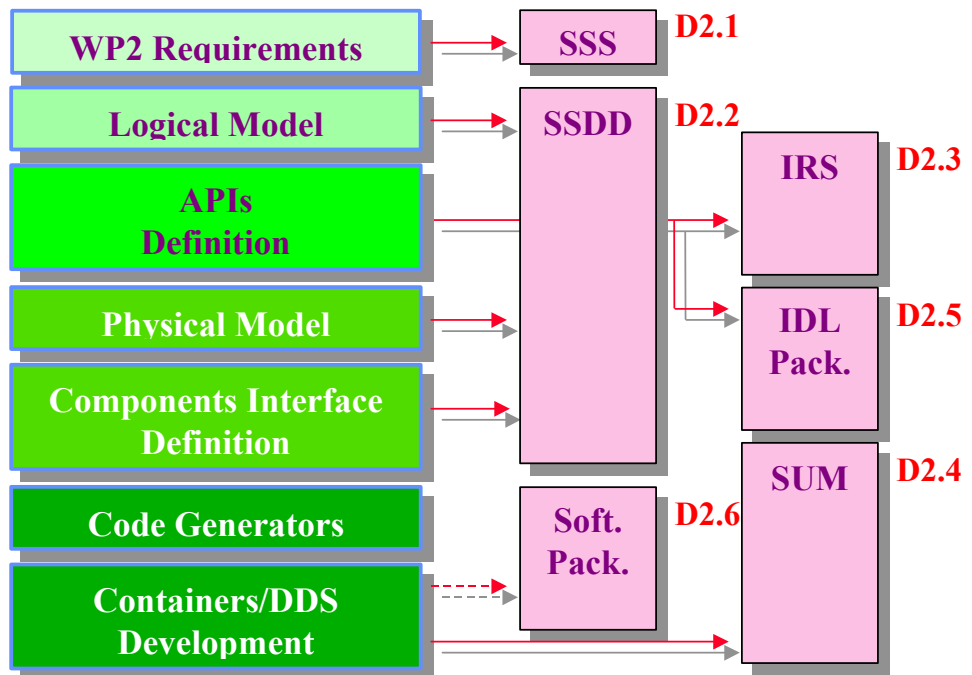 WP2 Requirements
SSS
D2.1
Logical Model
SSDD
D2.2
APIs
Definition
IRS
D2.3
Physical Model
IDL
Pack.
D2.5
Components Interface
Definition
SUM
D2.4
Code Generators
Soft.
Pack.
D2.6
Containers/DDS
Development